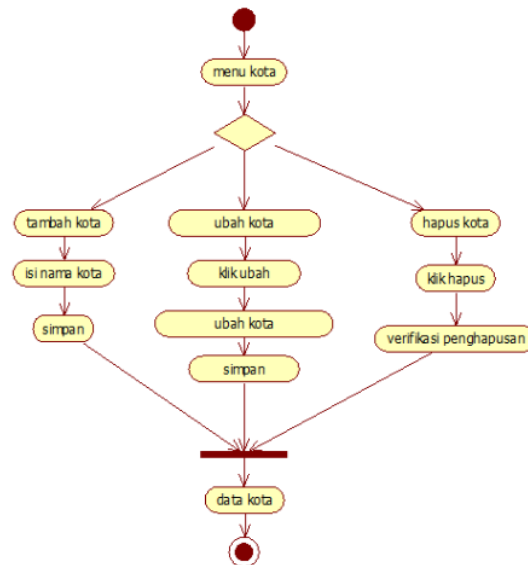 menu kota
tambah kota
isi nama kota
simpan
ubah kota
klik ubah
ubah kota
simpan
hapus kota
klik hapus
verifikasi penghapusan
data kota